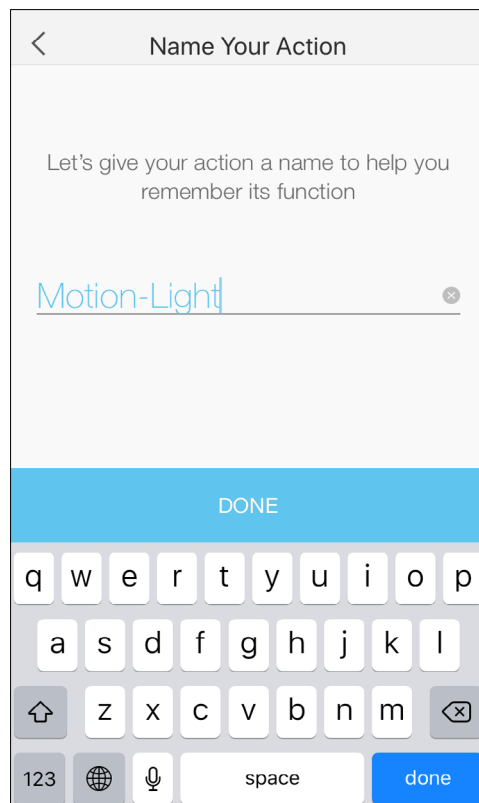 Name Your Action
Let's give your action a name to help you
remember its function
Motion-Light
DONE
q w e r t y u i o p
a s d f g h j k l
z x c v b n m
123 space done